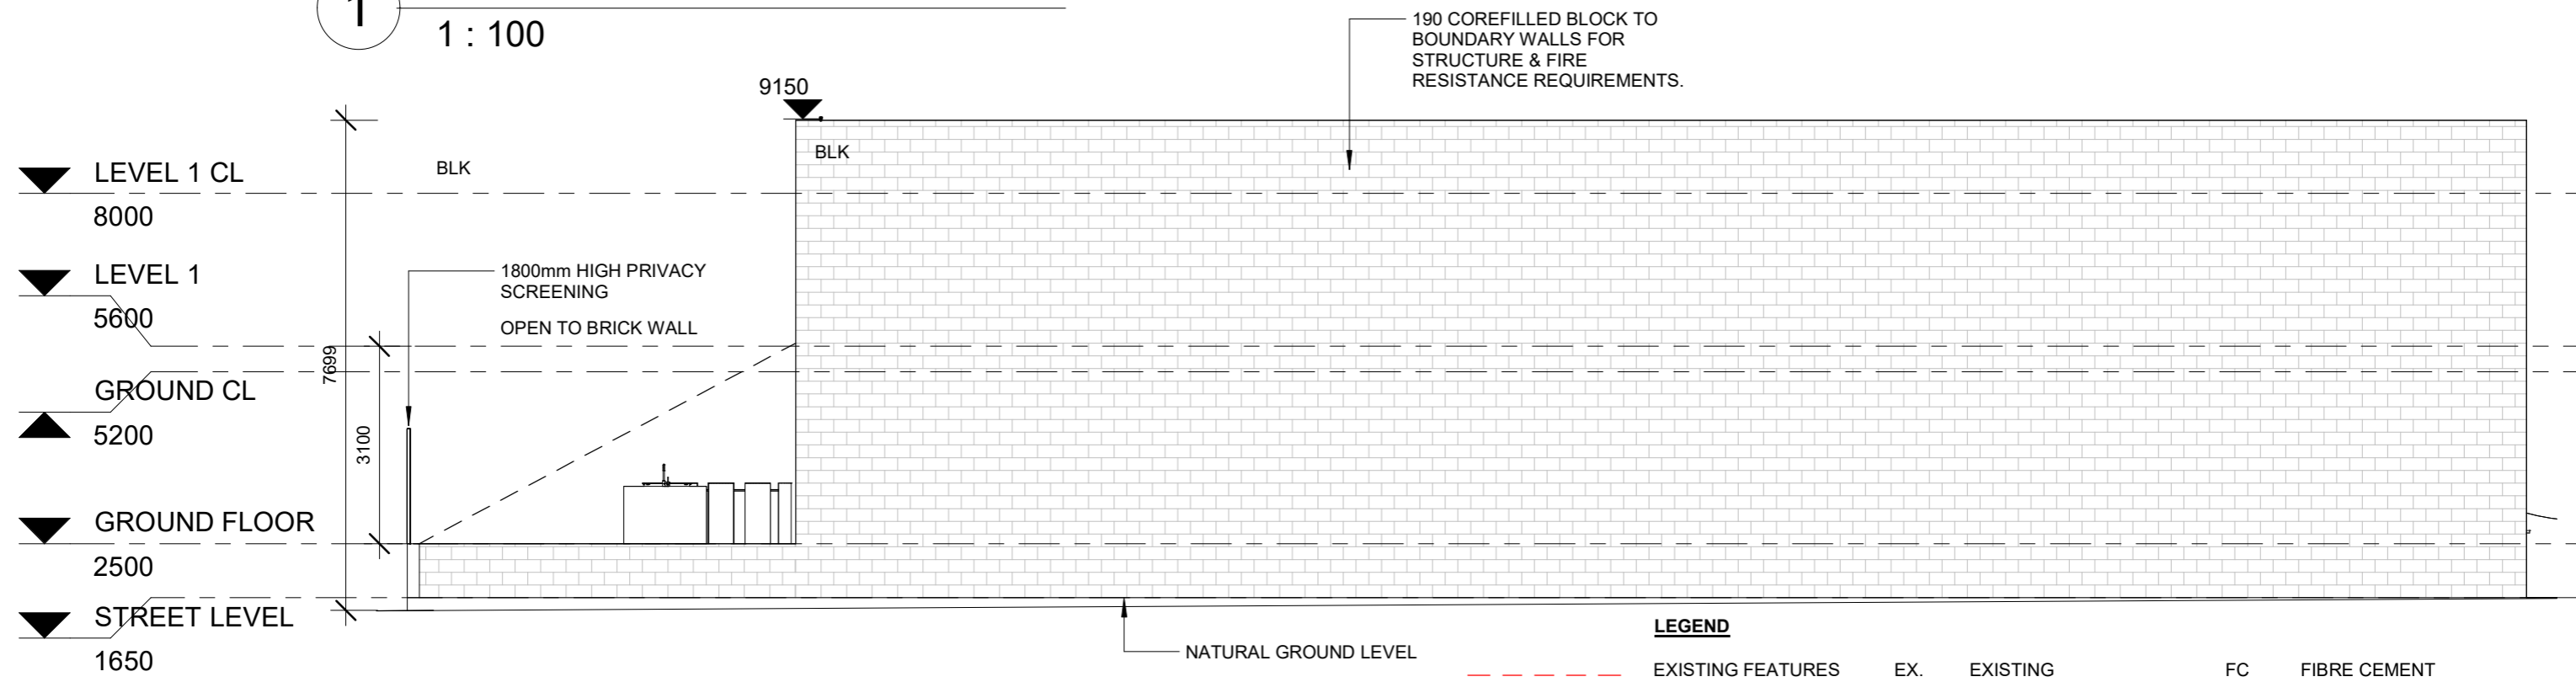 1
1 : 100
190 COREFILLED BLOCK TO
BOUNDARY WALLS FOR
STRUCTURE & FIRE
RESISTANCE REQUIREMENTS.
9150
BLK
BLK
LEVEL 1 CL
8000
LEVEL 1
5600
1800mm HIGH PRIVACY
SCREENING
OPEN TO BRICK WALL
7699
GROUND CL
5200
3100
GROUND FLOOR
2500
STREET LEVEL
1650
NATURAL GROUND LEVEL
LEGEND
EXISTING FEATURES EX. EXISTING FC FIBRE CEMENT